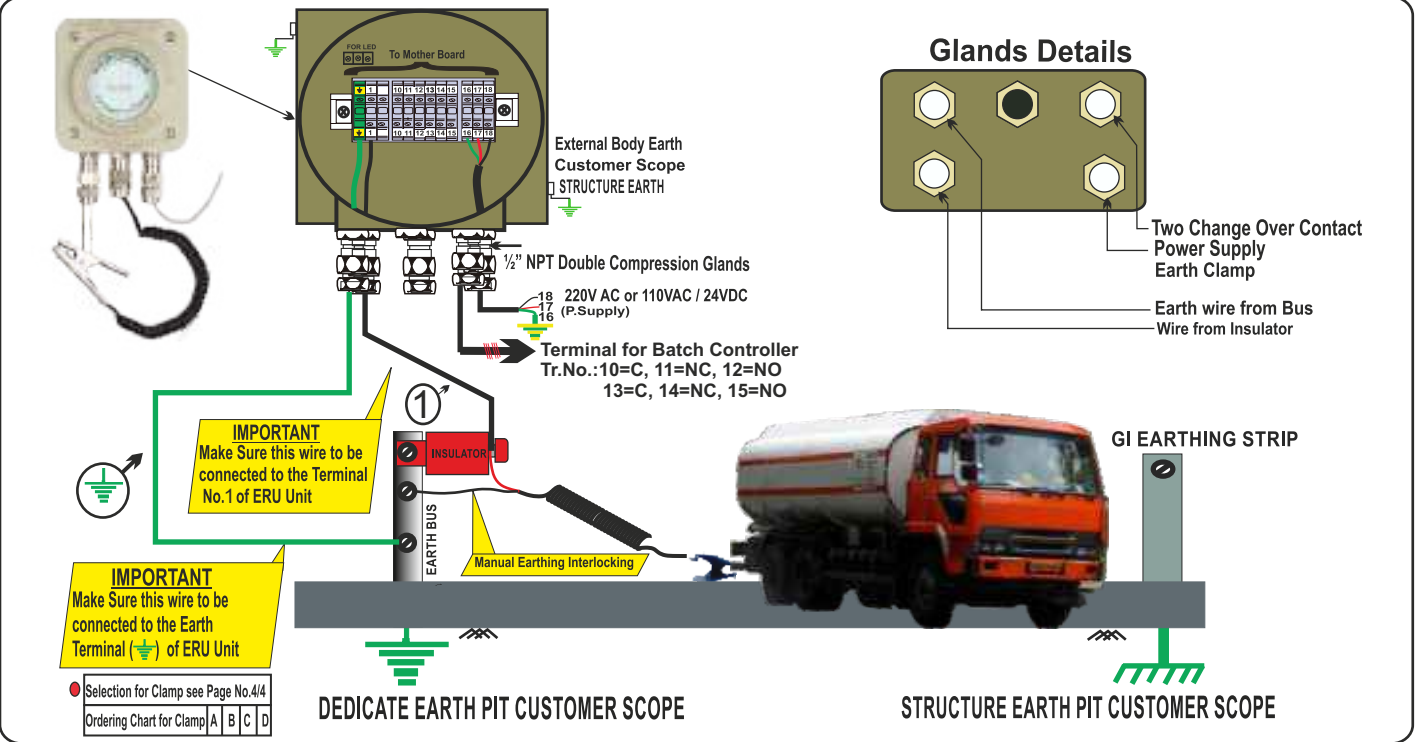 FOR LED
To Mother Board
1 10 11 12 13 14 15 16 17 18
1 10 11 12 13 14 15 16 17 18
External Body Earth
Customer Scope
STRUCTURE EARTH
½” NPT Double Compression Glands
18
17
16
220V AC or 110VAC / 24VDC
(P.Supply)
Terminal for Batch Controller
Tr.No.:10=C, 11=NC, 12=NO
13=C, 14=NC, 15=NO
Glands Details
Two Change Over Contact
Power Supply
Earth Clamp
Earth wire from Bus
Wire from Insulator
1
IMPORTANT
Make Sure this wire to be
connected to the Terminal
No.1 of ERU Unit
INSULATOR
EARTH BUS
Manual Earthing Interlocking
GI EARTHING STRIP
IMPORTANT
Make Sure this wire to be
connected to the Earth
Terminal ( ) of ERU Unit
Selection for Clamp see Page No.4/4
Ordering Chart for Clamp A B C D
DEDICATE EARTH PIT CUSTOMER SCOPE
STRUCTURE EARTH PIT CUSTOMER SCOPE